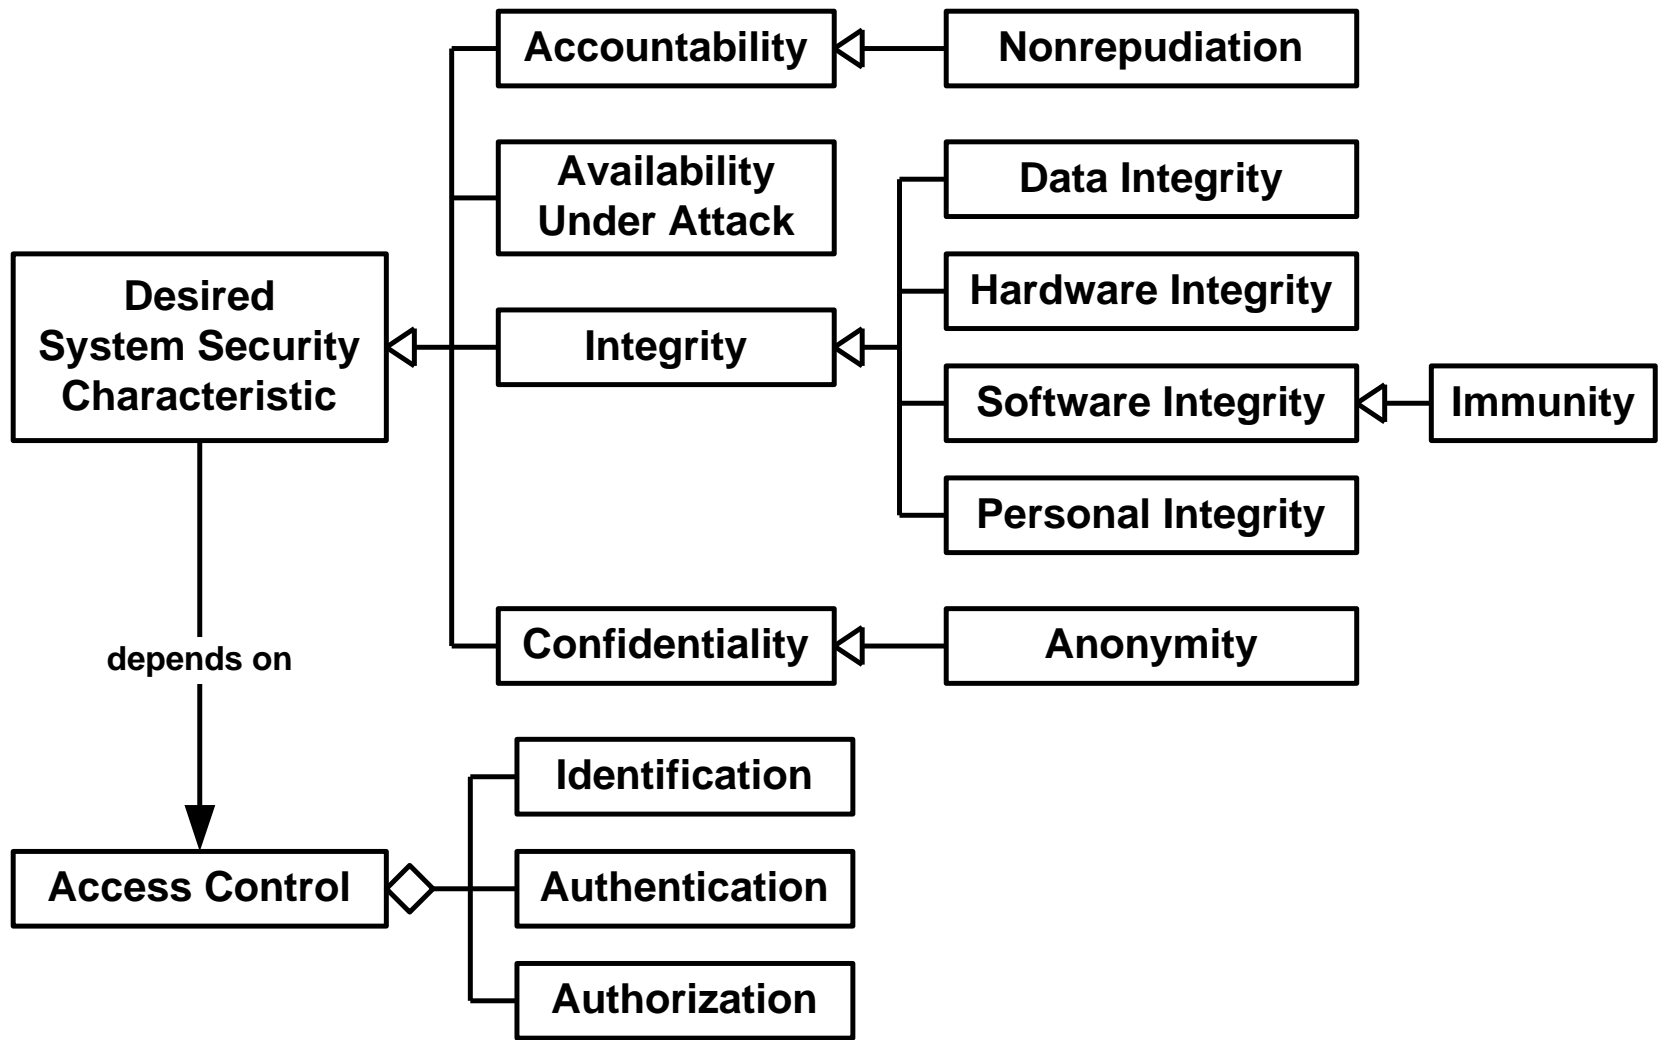 Accountability
Nonrepudiation
Availability
Under Attack
Data Integrity
Desired
System Security
Characteristic
Hardware Integrity
Integrity
Software Integrity
Immunity
Personal Integrity
Confidentiality
Anonymity
depends on
Identification
Access Control
Authentication
Authorization